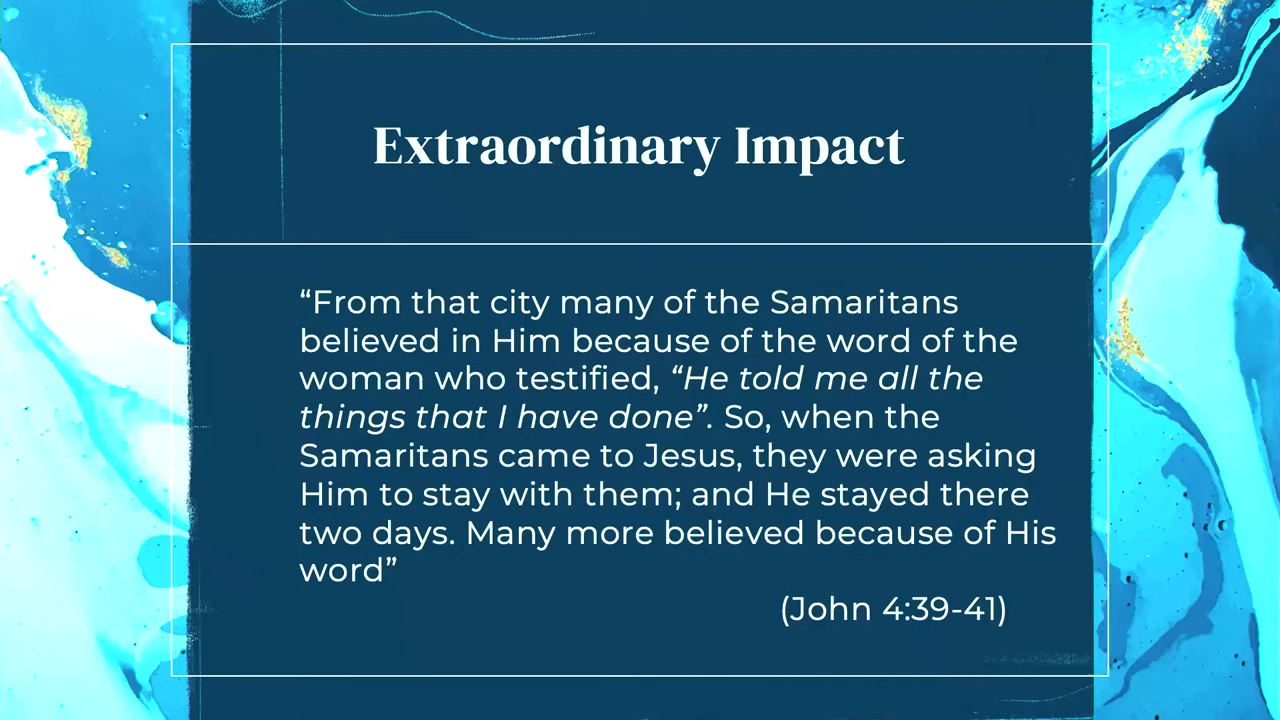 Extraordinary Impact
“From that city many of the Samaritans
believed in Him because of the word of the
woman who testified, “He told me all the
things that I have done”. So, when the
Samaritans came to Jesus, they were asking
Him to stay with them; and He stayed there
two days. Many more believed because of His
word”
(John 4:39-41)